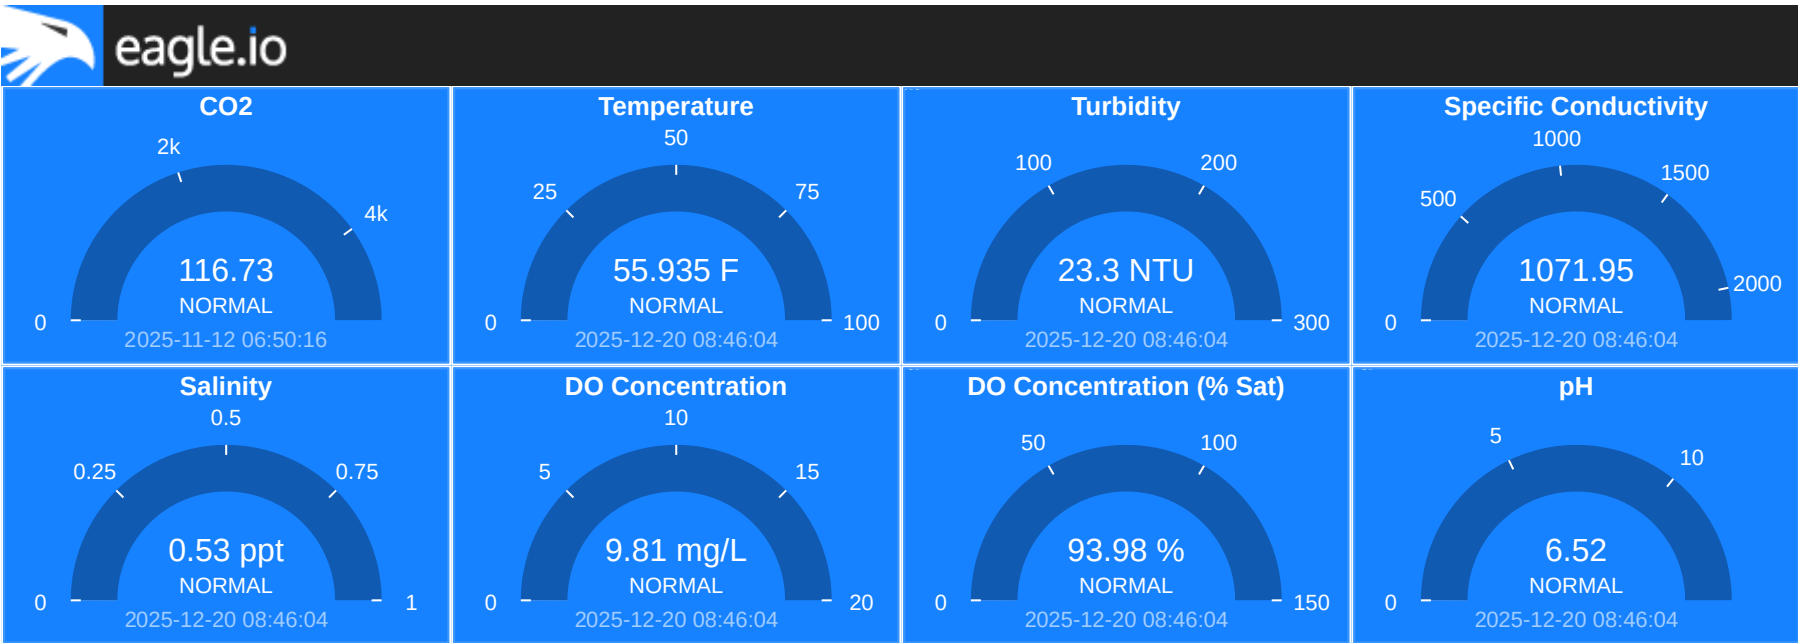 eagle.io
CO2
2k
4k
0
116.73
NORMAL
2025-11-12 06:50:16
Temperature
50
25
75
0
100
55.935 F
NORMAL
2025-12-20 08:46:04
Turbidity
100
200
0
300
23.3 NTU
NORMAL
2025-12-20 08:46:04
Specific Conductivity
1000
500
1500
2000
0
1071.95
NORMAL
2025-12-20 08:46:04
Salinity
0.5
0.25
0.75
0
1
0.53 ppt
NORMAL
2025-12-20 08:46:04
DO Concentration
10
5
15
0
20
9.81 mg/L
NORMAL
2025-12-20 08:46:04
DO Concentration (% Sat)
50
100
0
150
93.98 %
NORMAL
2025-12-20 08:46:04
pH
5
10
0
6.52
NORMAL
2025-12-20 08:46:04